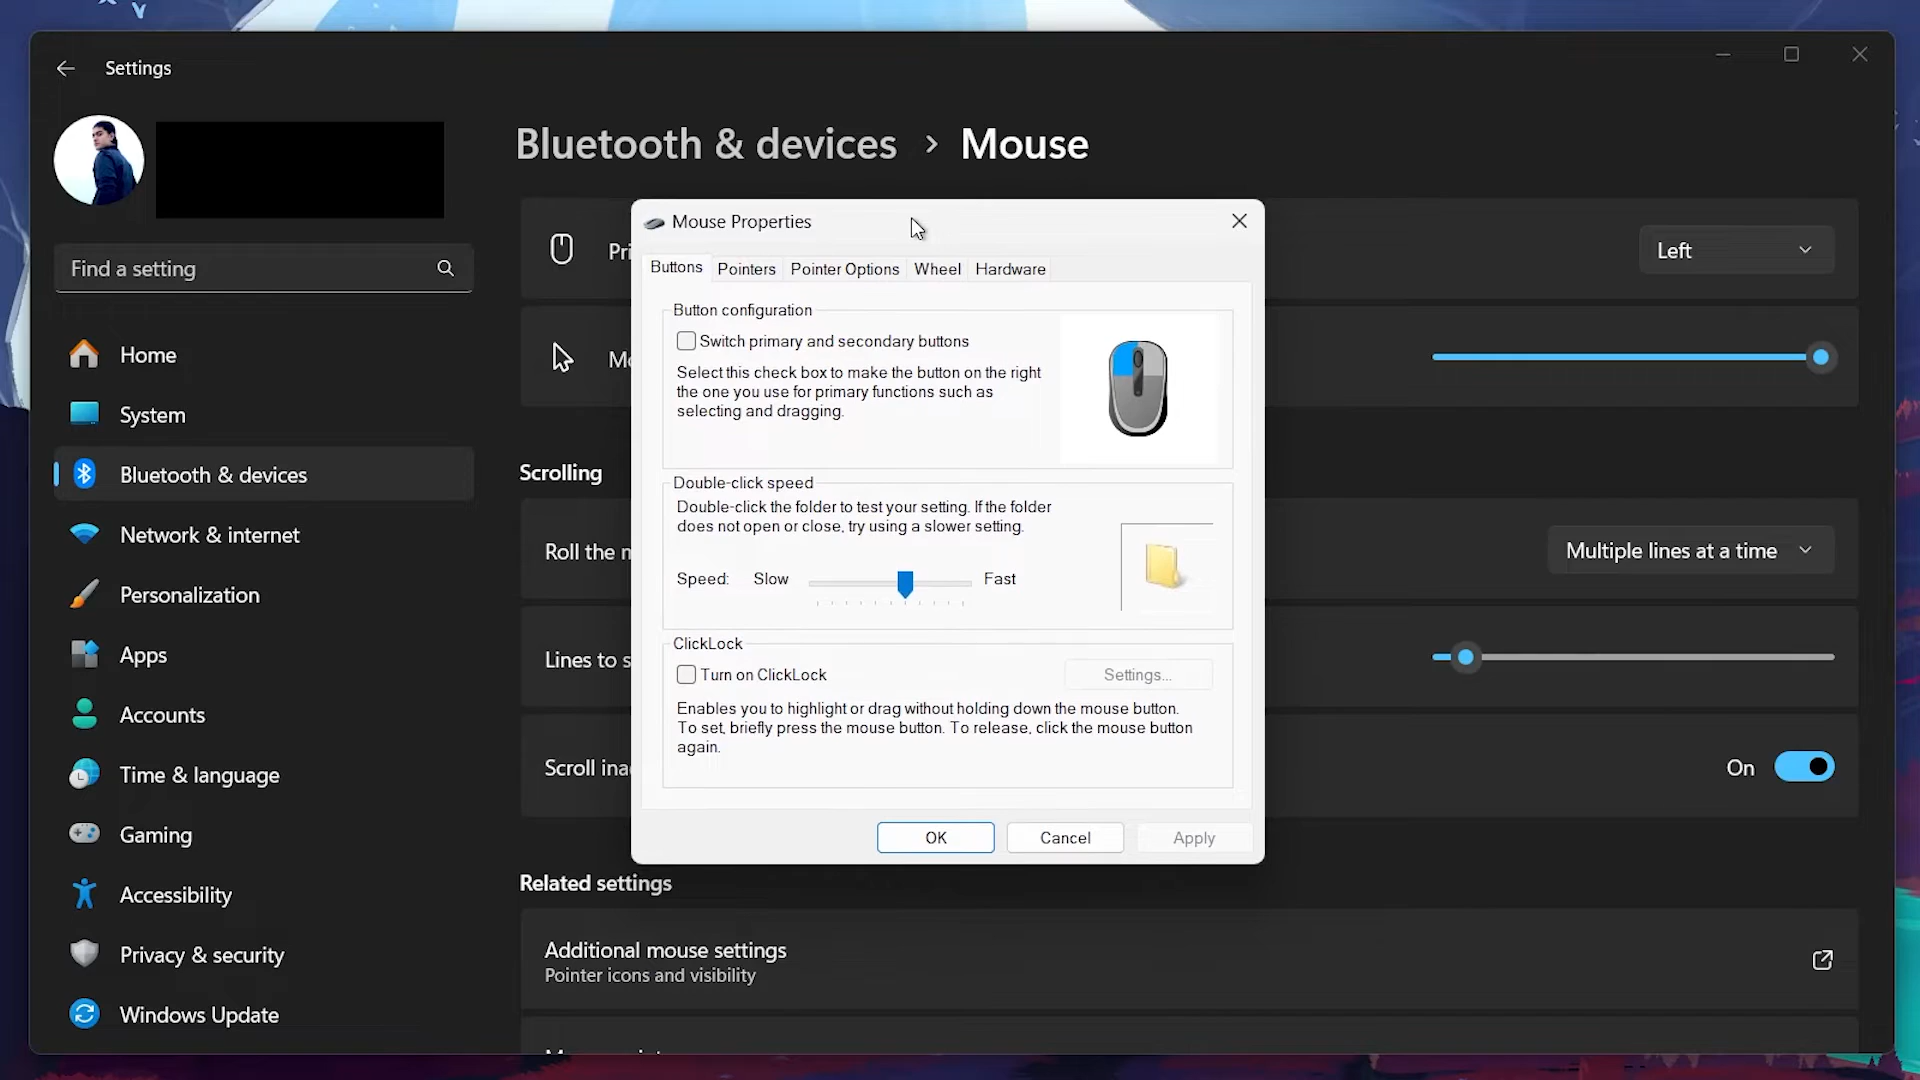 Settings
Bluetooth & devices > Mouse
Find a setting
Home
System
Bluetooth & devices
Network & internet
Personalization
Apps
Accounts
Time & language
Gaming
Accessibility
Privacy & security
Windows Update
Left
Scrolling
Roll the
Multiple lines at a time
Lines to
Scroll
On
Related settings
Additional mouse settings
Pointer icons and visibility
Mouse Properties
Buttons Pointers Pointer Options Wheel Hardware
Button configuration
Switch primary and secondary buttons
Select this check box to make the button on the right
the one you use for primary functions such as
selecting and dragging.
Double-click speed
Double-click the folder to test your setting. If the folder
does not open or close, try using a slower setting.
Speed: Slow Fast
ClickLock
Turn on ClickLock
Settings...
Enables you to highlight or drag without holding down the mouse button.
To set, briefly press the mouse button. To release, click the mouse button
again.
OK Cancel Apply